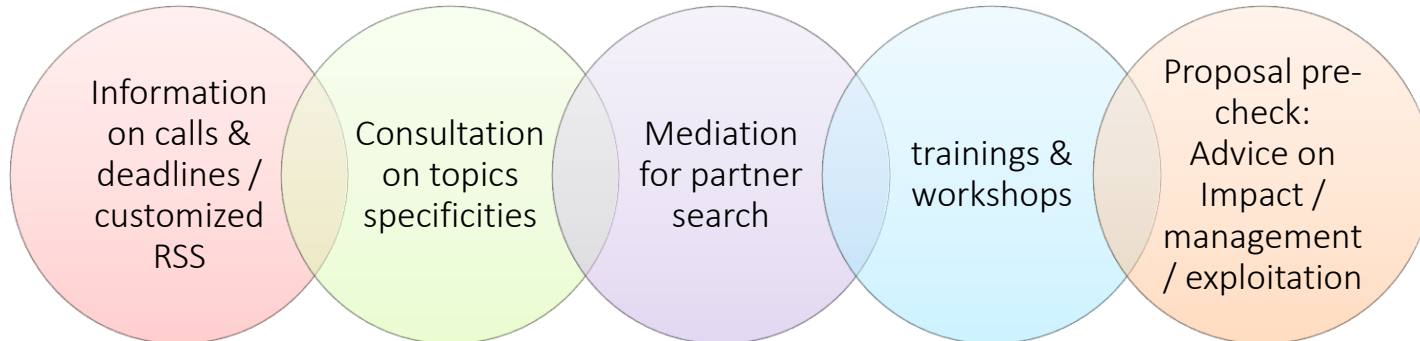 Information
on calls &
deadlines /
customized
RSS
Consultation
on topics
specificities
Mediation
for partner
search
trainings &
workshops
Proposal pre-
check:
Advice on
Impact /
management
/ exploitation